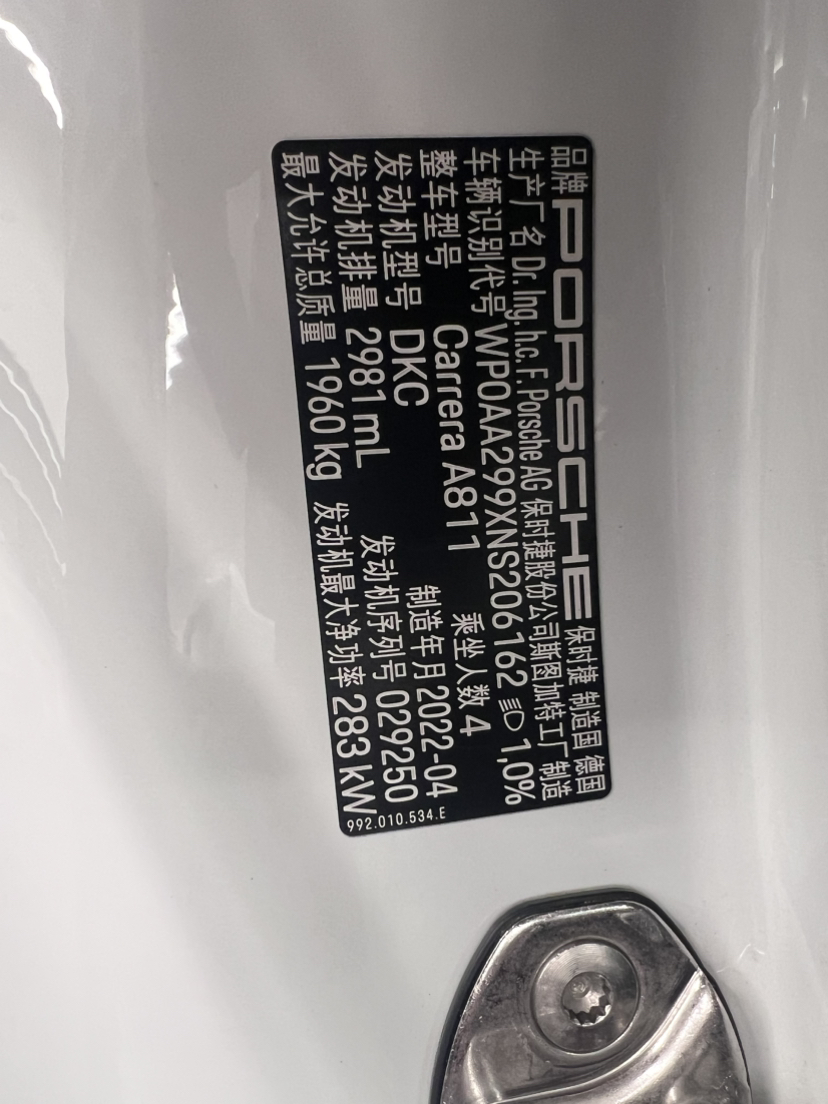 品牌 PORSCHE 保时捷 制造国 德国
生产厂名 Dr. Ing. h.c. F. Porsche AG 保时捷股份公司斯图加特工厂制造
车辆识别代号 WP0AA299XNS206162 1,0%
整车型号 Carrera A811 乘坐人数 4
发动机型号 DKC 制造年月 2022-04
发动机排量 2981 mL 发动机序列号 029250
最大允许总质量 1960 kg 发动机最大净功率 283 kW
992.010.534.E